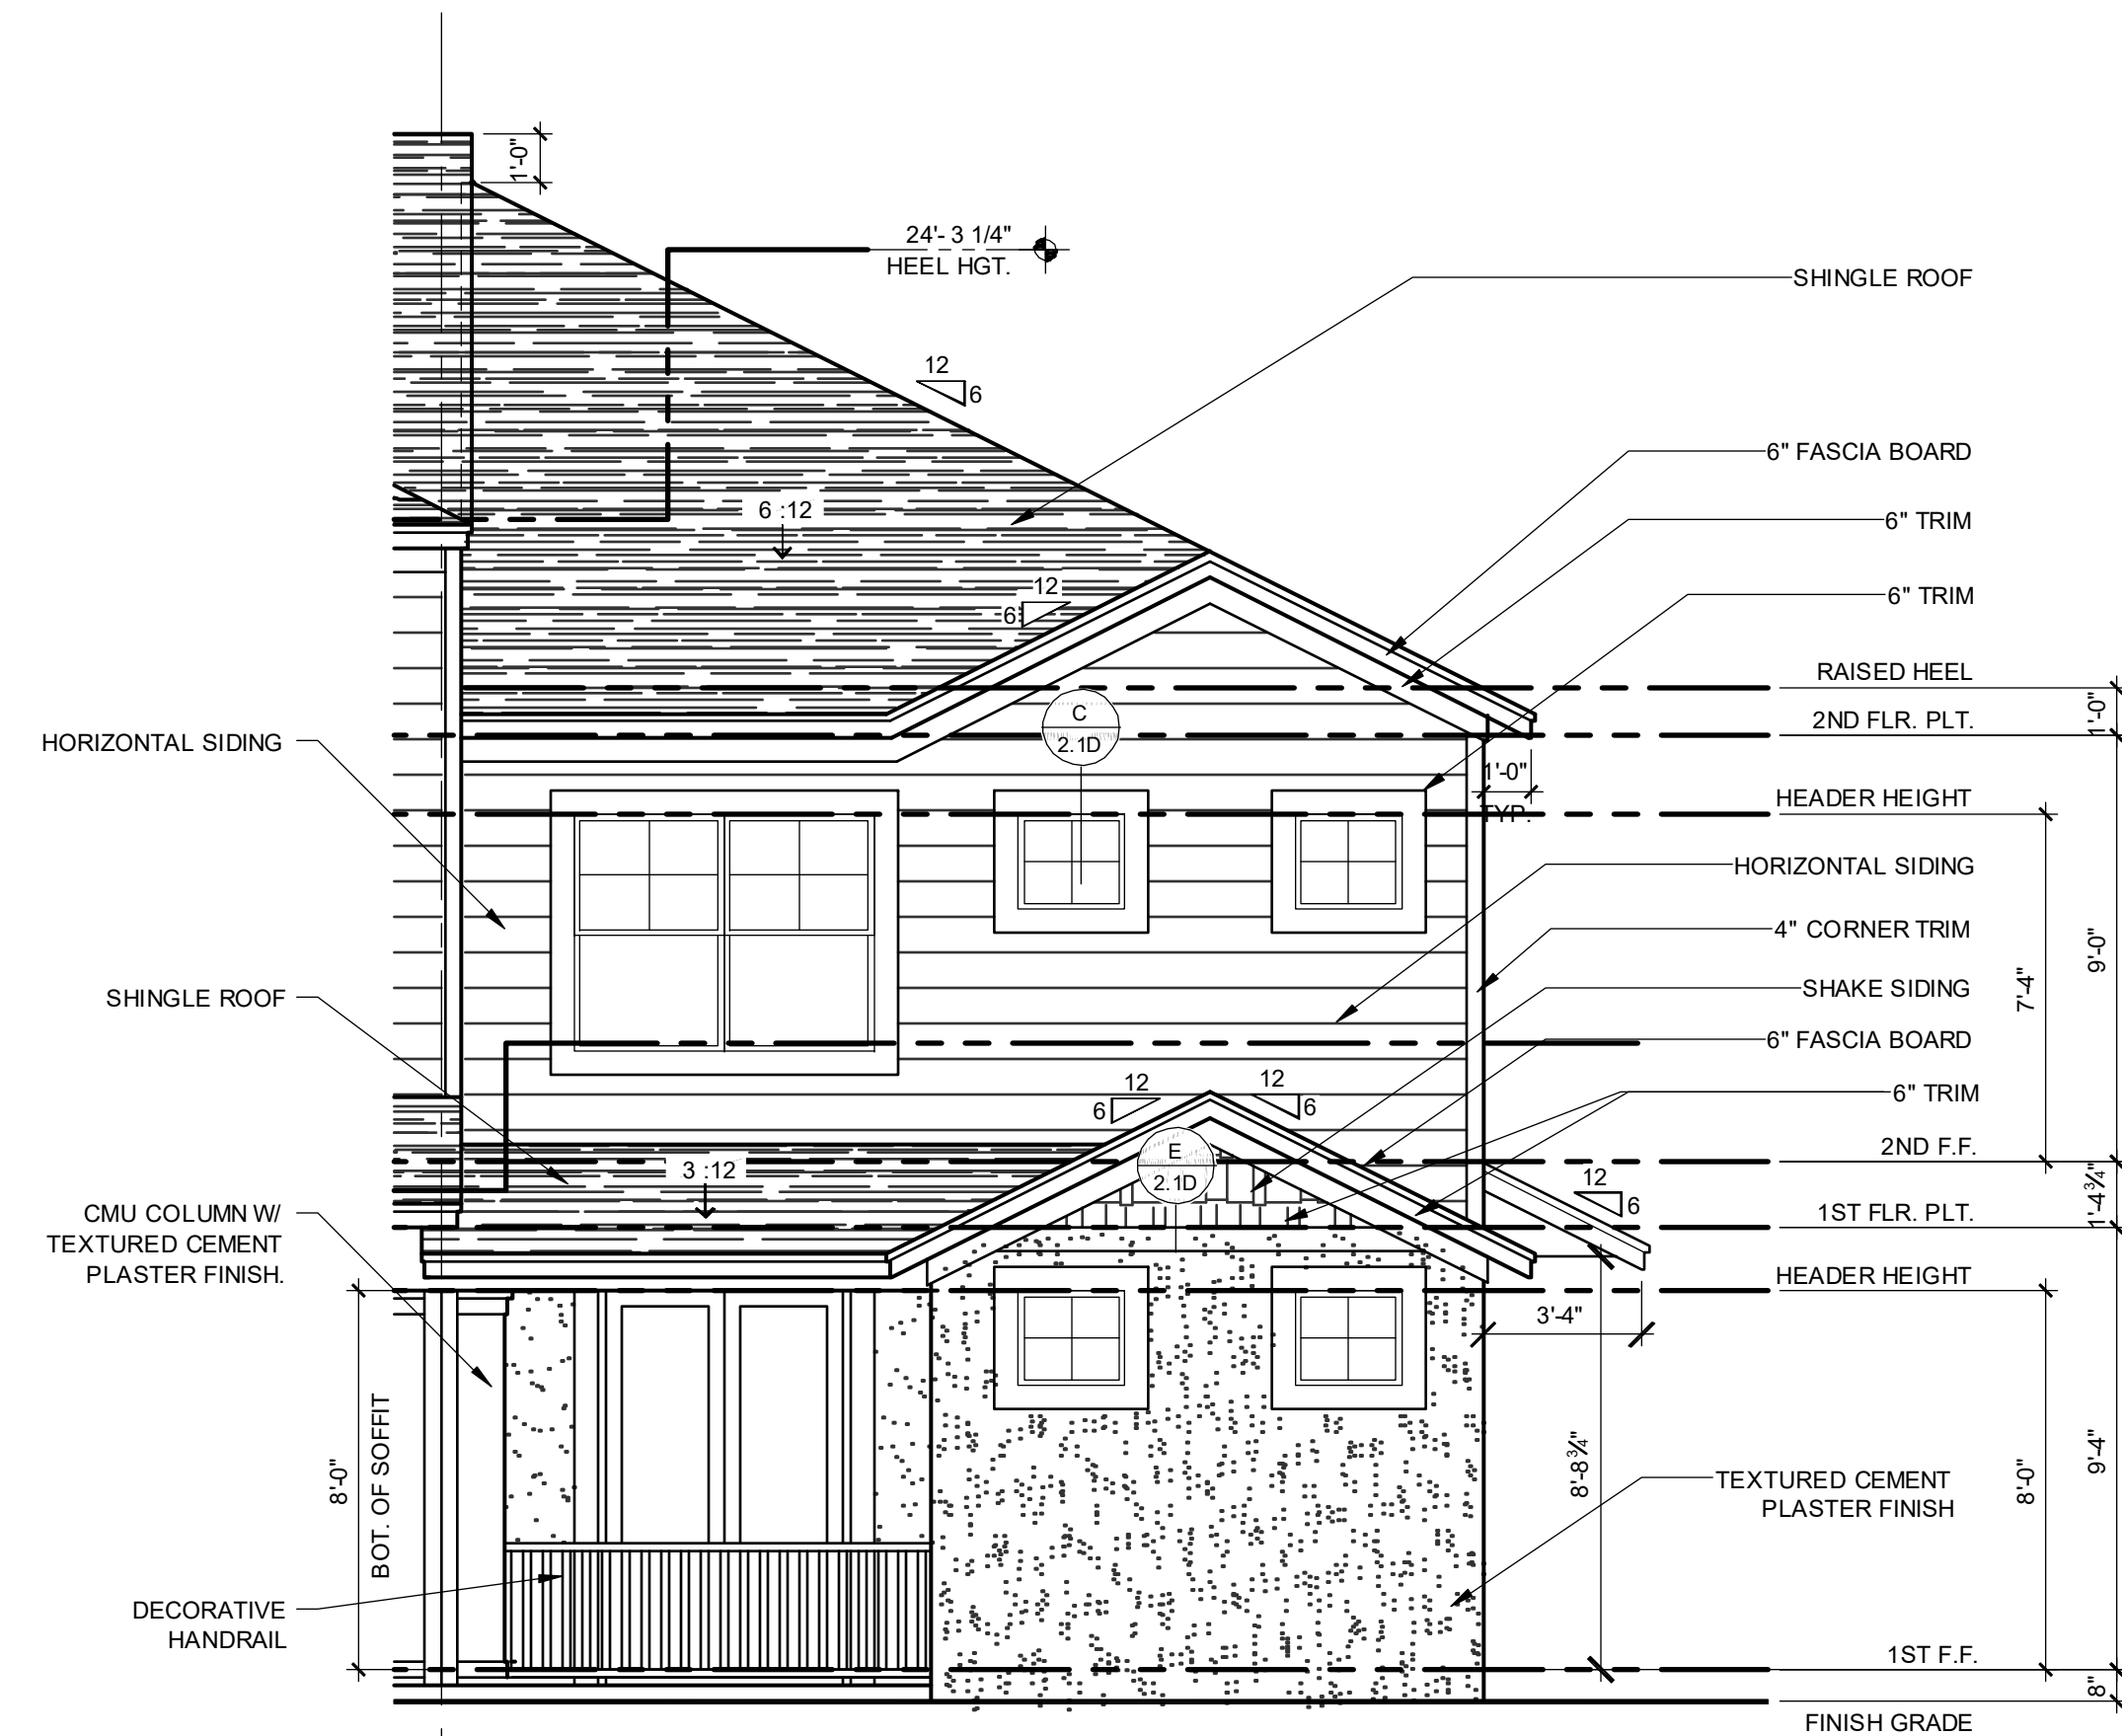 1'-0"
24'- 3 1/4"
HEEL HGT.
SHINGLE ROOF
12
6
6" FASCIA BOARD
6 :12
6" TRIM
12
6
6" TRIM
RAISED HEEL
1'-0"
C
2.1D
2ND FLR. PLT.
HORIZONTAL SIDING
1'-0"
TYP.
HEADER HEIGHT
HORIZONTAL SIDING
4" CORNER TRIM
9'-0"
SHINGLE ROOF
SHAKE SIDING
7'-4"
6" FASCIA BOARD
12
6
12
6
6" TRIM
2ND F.F.
E
2.1D
3 :12
12
6
1'-4¾"
CMU COLUMN W/
TEXTURED CEMENT
PLASTER FINISH.
1ST FLR. PLT.
HEADER HEIGHT
3'-4"
8'-0"
BOT. OF SOFFIT
8'-8¾"
TEXTURED CEMENT
PLASTER FINISH
8'-0"
9'-4"
DECORATIVE
HANDRAIL
1ST F.F.
8"
FINISH GRADE